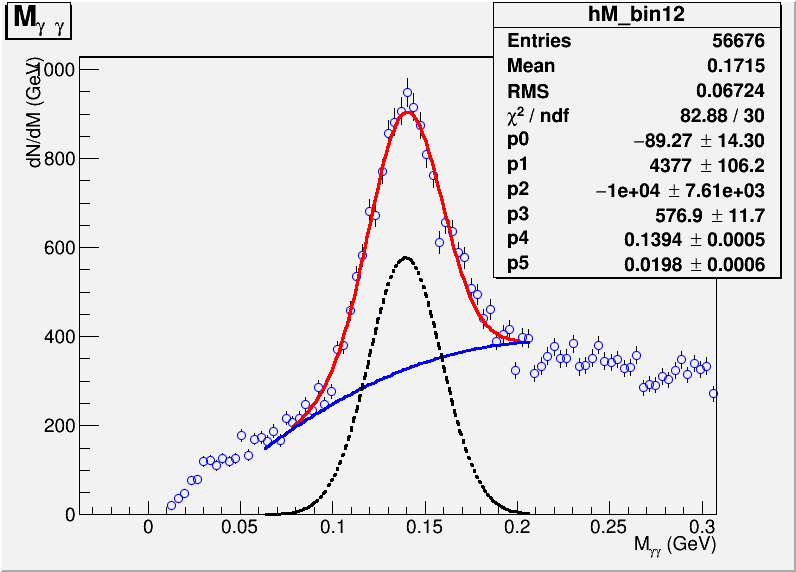 Mγ γ
hM_bin12
Entries 56676
Mean 0.1715
RMS 0.06724
χ² / ndf 82.88 / 30
p0 −89.27 ± 14.30
p1 4377 ± 106.2
p2 −1e+04 ± 7.61e+03
p3 576.9 ± 11.7
p4 0.1394 ± 0.0005
p5 0.0198 ± 0.0006
dN/dM (GeV)
1000
800
600
400
200
0
0 0.05 0.1 0.15 0.2 0.25 0.3
Mγγ (GeV)